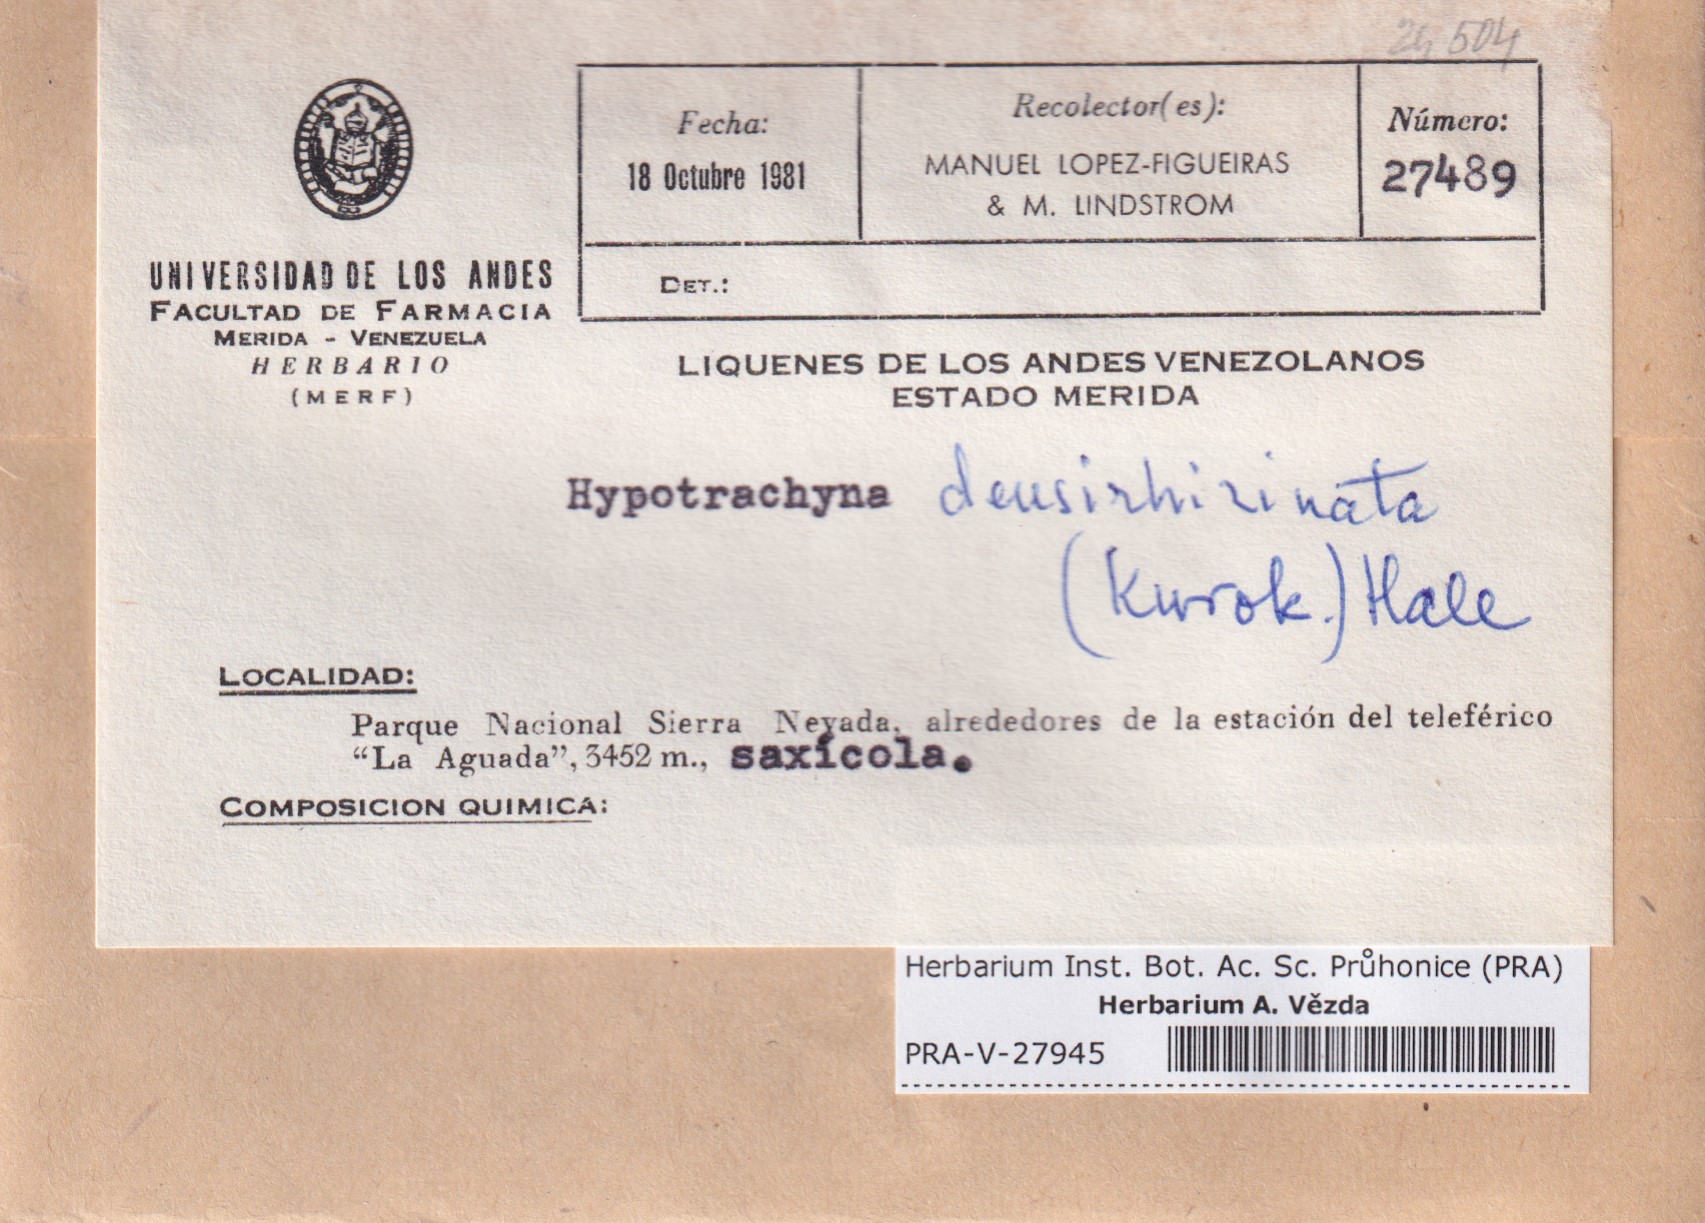 24504
Fecha:
18 Octubre 1981
Recolector(es):
MANUEL LOPEZ-FIGUEIRAS
& M. LINDSTROM
Número:
27489
DET.:
UNIVERSIDAD DE LOS ANDES
FACULTAD DE FARMACIA
MERIDA - VENEZUELA
HERBARIO
(MERF)
LIQUENES DE LOS ANDES VENEZOLANOS
ESTADO MERIDA
Hypotrachyna densirhizinata
(Kurok.) Hale
LOCALIDAD:
Parque Nacional Sierra Nevada, alrededores de la estación del teleférico
“La Aguada”, 3452 m., saxícola.
COMPOSICION QUIMICA:
Herbarium Inst. Bot. Ac. Sc. Průhonice (PRA)
Herbarium A. Vězda
PRA-V-27945